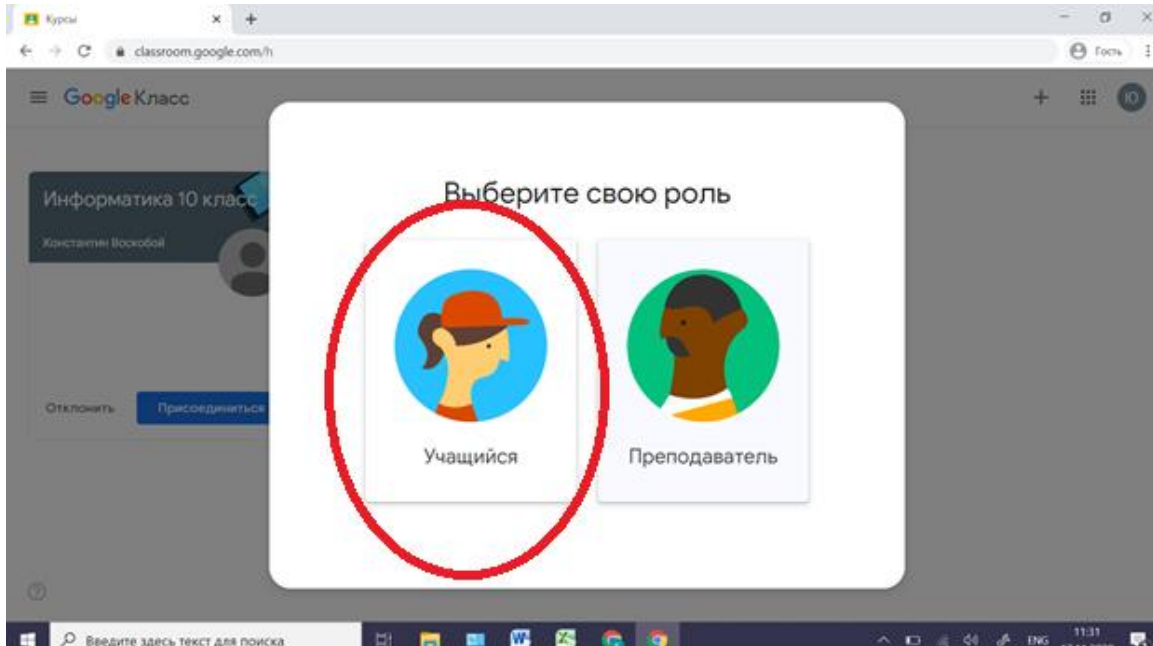 Курсы
classroom.google.com/h
Гость
Google Класс
Ю
Выберите свою роль
Информатика 10 класс
Константин Воскобой
Отклонить
Присоединиться
Учащийся
Преподаватель
Введите здесь текст для поиска
ENG
11:31